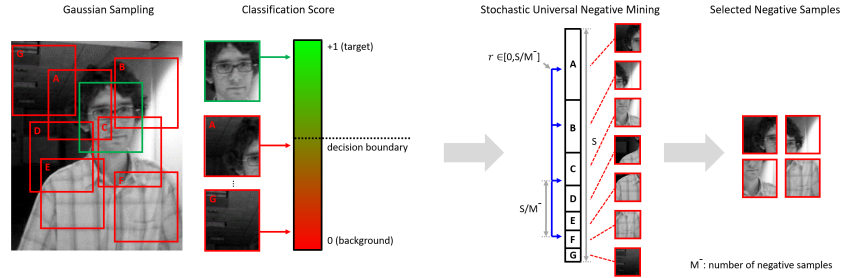 Gaussian Sampling
G
A
B
C
D
E
F
Classification Score
A
⋮
G
+1 (target)
decision boundary
0 (background)
Stochastic Universal Negative Mining
r ∈[0,S/M⁻]
S/M⁻
A
B
C
D
E
F
G
S
Selected Negative Samples
M⁻: number of negative samples